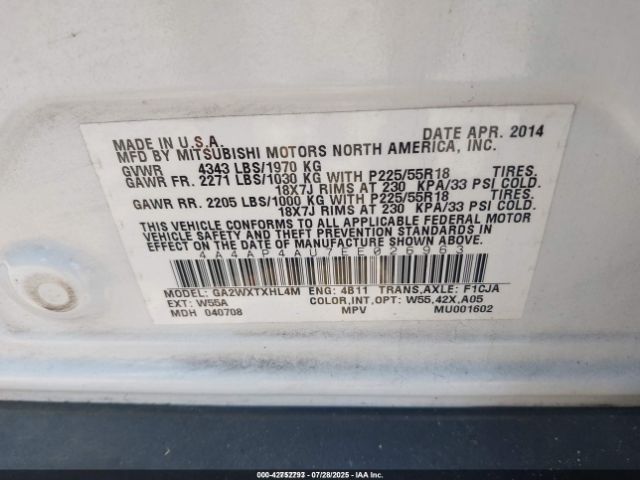 MADE IN U.S.A. DATE APR. 2014
MFD BY MITSUBISHI MOTORS NORTH AMERICA, INC.
GVWR 4343 LBS/1970 KG
GAWR FR. 2271 LBS/1030 KG WITH P225/55R18 TIRES.
18X7J RIMS AT 230 KPA/33 PSI COLD.
GAWR RR. 2205 LBS/1000 KG WITH P225/55R18 TIRES.
18X7J RIMS AT 230 KPA/33 PSI COLD.
THIS VEHICLE CONFORMS TO ALL APPLICABLE FEDERAL MOTOR
VEHICLE SAFETY AND THEFT PREVENTION STANDARDS IN
EFFECT ON THE DATE OF MANUFACTURE SHOWN ABOVE.
4A4AP4AU7EE026963
MODEL: GA2WXTXHL4M ENG: 4B11 TRANS,AXLE: F1CJA
EXT: W55A COLOR,INT,OPT: W55,42X,A05
MDH 040708 MPV MU001602
000-42752793 | 07/28/2025 | IAAI.COM